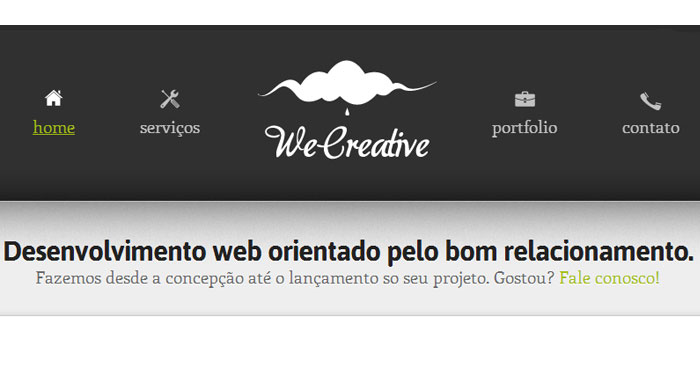 home
serviços
We Creative
portfolio
contato
Desenvolvimento web orientado pelo bom relacionamento.
Fazemos desde a concepção até o lançamento so seu projeto. Gostou? Fale conosco!